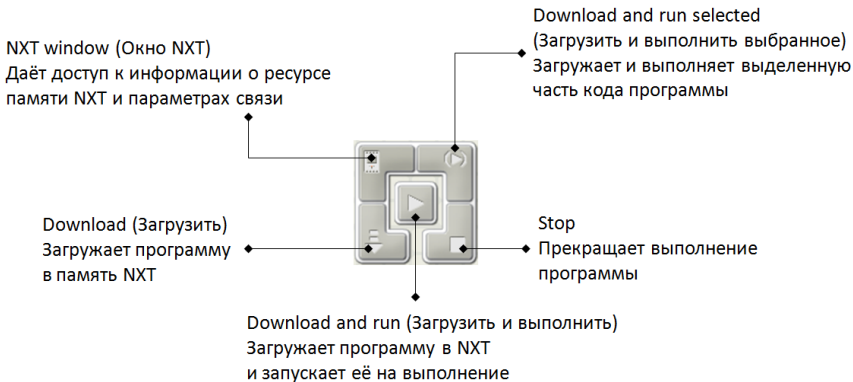 NXT window (Окно NXT)
Даёт доступ к информации о ресурсе
памяти NXT и параметрах связи
Download and run selected
(Загрузить и выполнить выбранное)
Загружает и выполняет выделенную
часть кода программы
Download (Загрузить)
Загружает программу
в память NXT
Stop
Прекращает выполнение
программы
Download and run (Загрузить и выполнить)
Загружает программу в NXT
и запускает её на выполнение